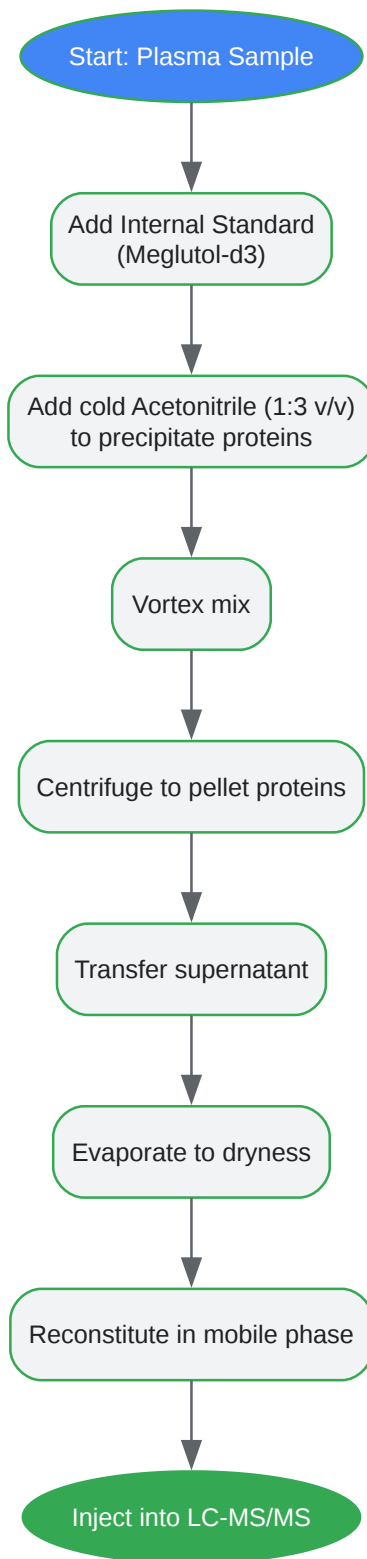 Start: Plasma Sample
Add Internal Standard
(Meglutol-d3)
Add cold Acetonitrile (1:3 v/v)
to precipitate proteins
Vortex mix
Centrifuge to pellet proteins
Transfer supernatant
Evaporate to dryness
Reconstitute in mobile phase
Inject into LC-MS/MS